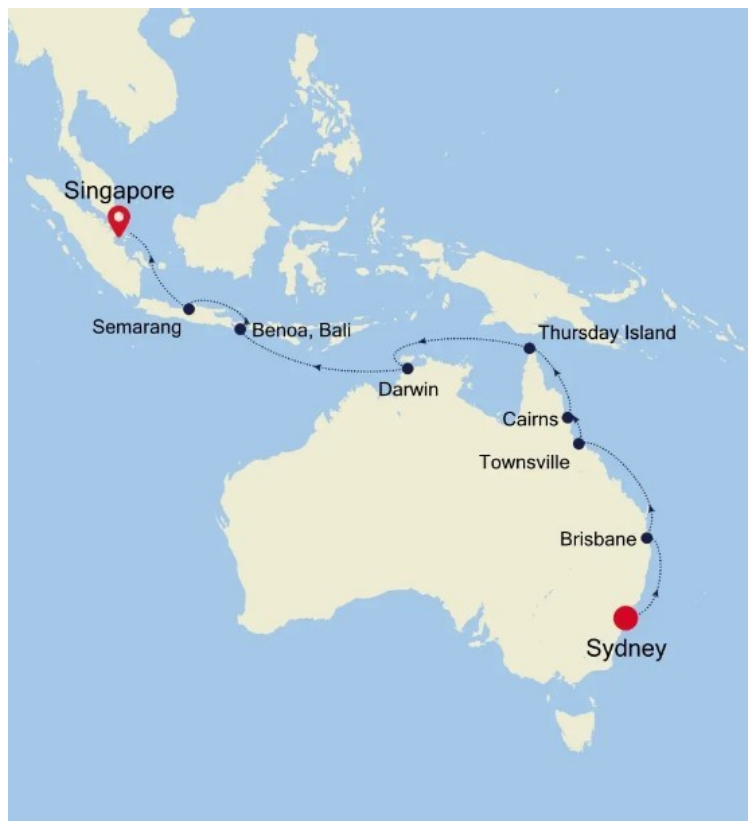 Singapore
Semarang
Benoa, Bali
Thursday Island
Darwin
Cairns
Townsville
Brisbane
Sydney